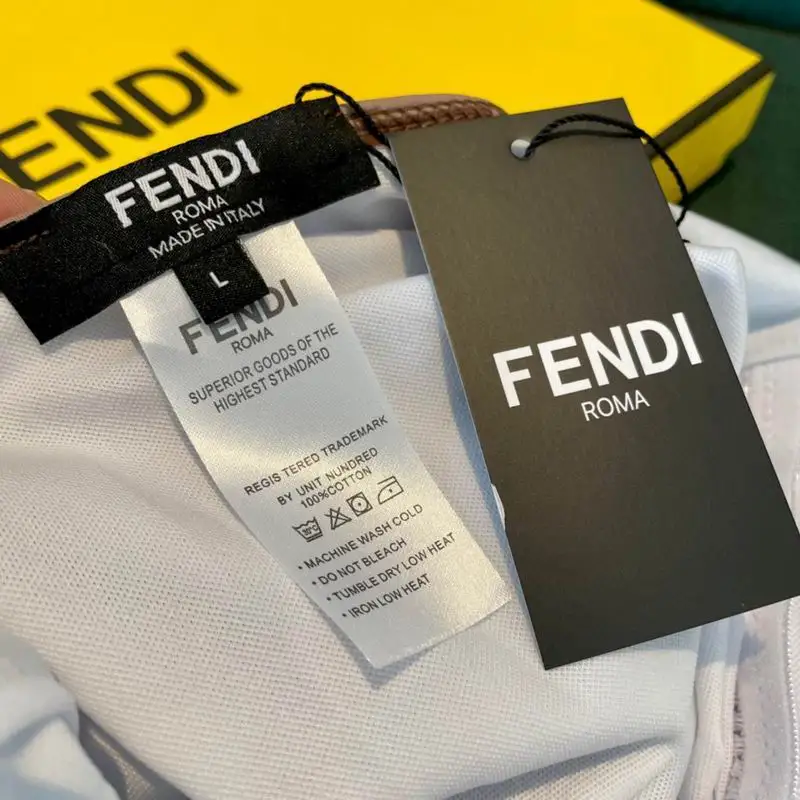 ENDI
FENDI
ROMA
MADE IN ITALY
L
FENDI
ROMA
SUPERIOR GOODS OF THE
HIGHEST STANDARD
REGIS TERED TRADEMARK
BY UNIT NUNDRED
100%COTTON
30°C
• MACHINE WASH COLD
• DO NOT BLEACH
• TUMBLE DRY LOW HEAT
• IRON LOW HEAT
FENDI
ROMA